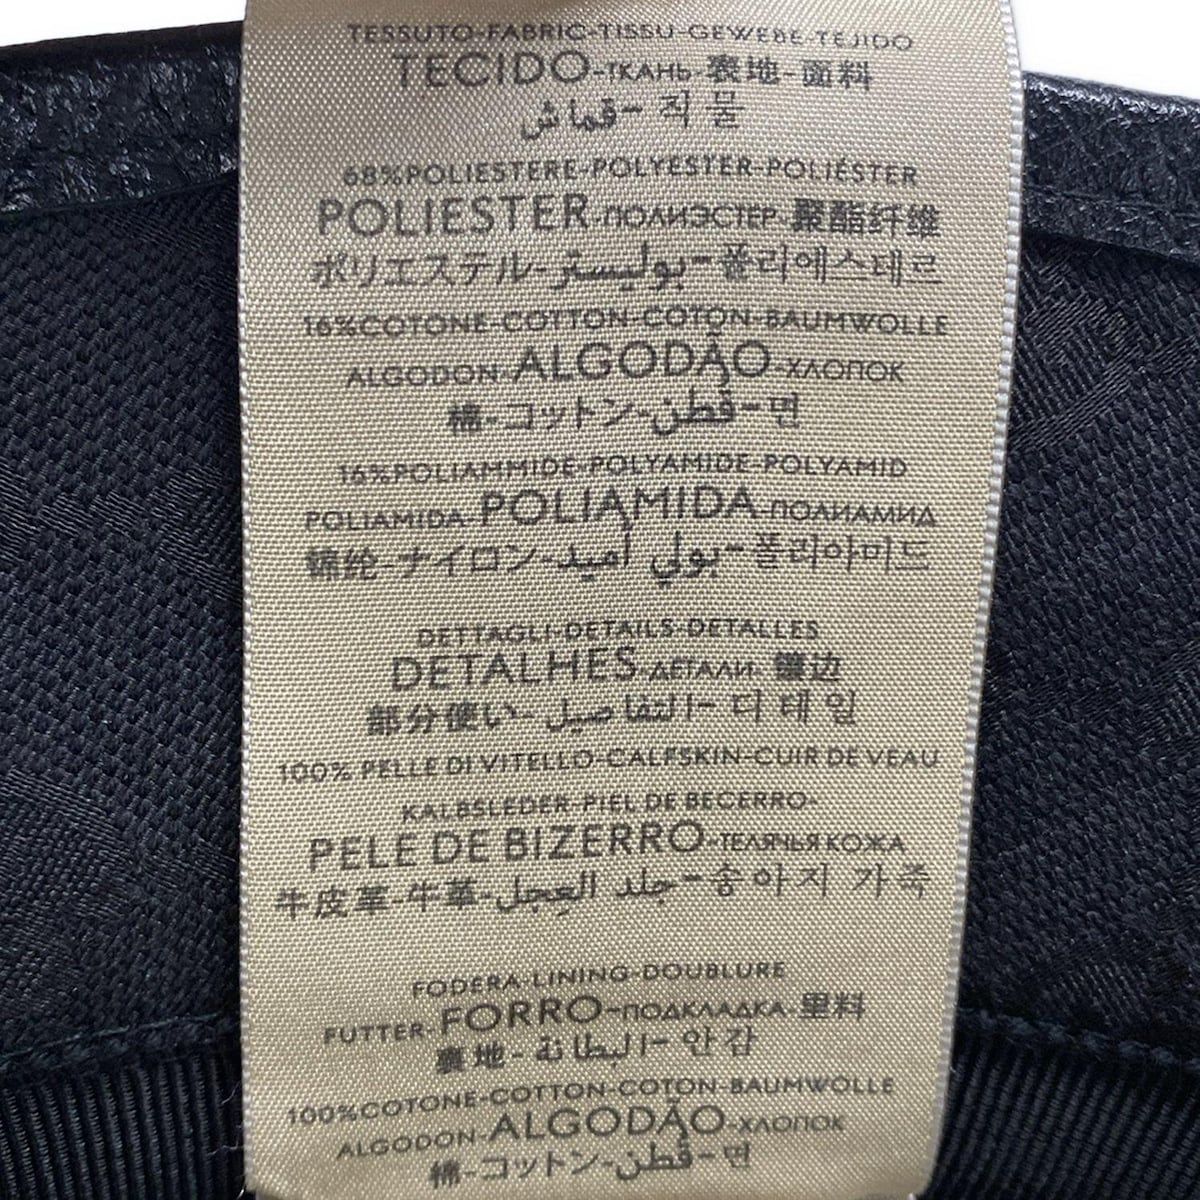 TESSUTO-FABRIC-TISSU-GEWEBE-TEJIDO
TECIDO-ТКАНЬ-表地-面料
قماش-직물
68%POLIESTERE-POLYESTER-POLIÉSTER
POLIESTER-ПОЛИЭСТЕР-聚酯纤维
ポリエステル-بوليستر-폴리에스테르
16%COTONE-COTTON-COTON-BAUMWOLLE
ALGODON-ALGODÃO-ХЛОПОК
棉-コットン-قطن-면
16%POLIAMMIDE-POLYAMIDE-POLYAMID
POLIAMIDA-POLIAMIDA-ПОЛИАМИД
锦纶-ナイロン-بولي أميد-폴리아미드
DETTAGLI-DETAILS-DETALLES
DETALHES-ДЕТАЛИ-镶边
部分使い-التفاصيل-디테일
100% PELLE DI VITELLO-CALFSKIN-CUIR DE VEAU
KALBSLEDER-PIEL DE BECERRO-
PELE DE BIZERRO-ТЕЛЯЧЬЯ КОЖА
牛皮革-牛革-جلد العِجل-송아지 가죽
FODERA-LINING-DOUBLURE
FUTTER-FORRO-ПОДКЛАДКА-里料
裏地-البطانة-안감
100%COTONE-COTTON-COTON-BAUMWOLLE
ALGODON-ALGODÃO-ХЛОПОК
棉-コットン-قطن-면